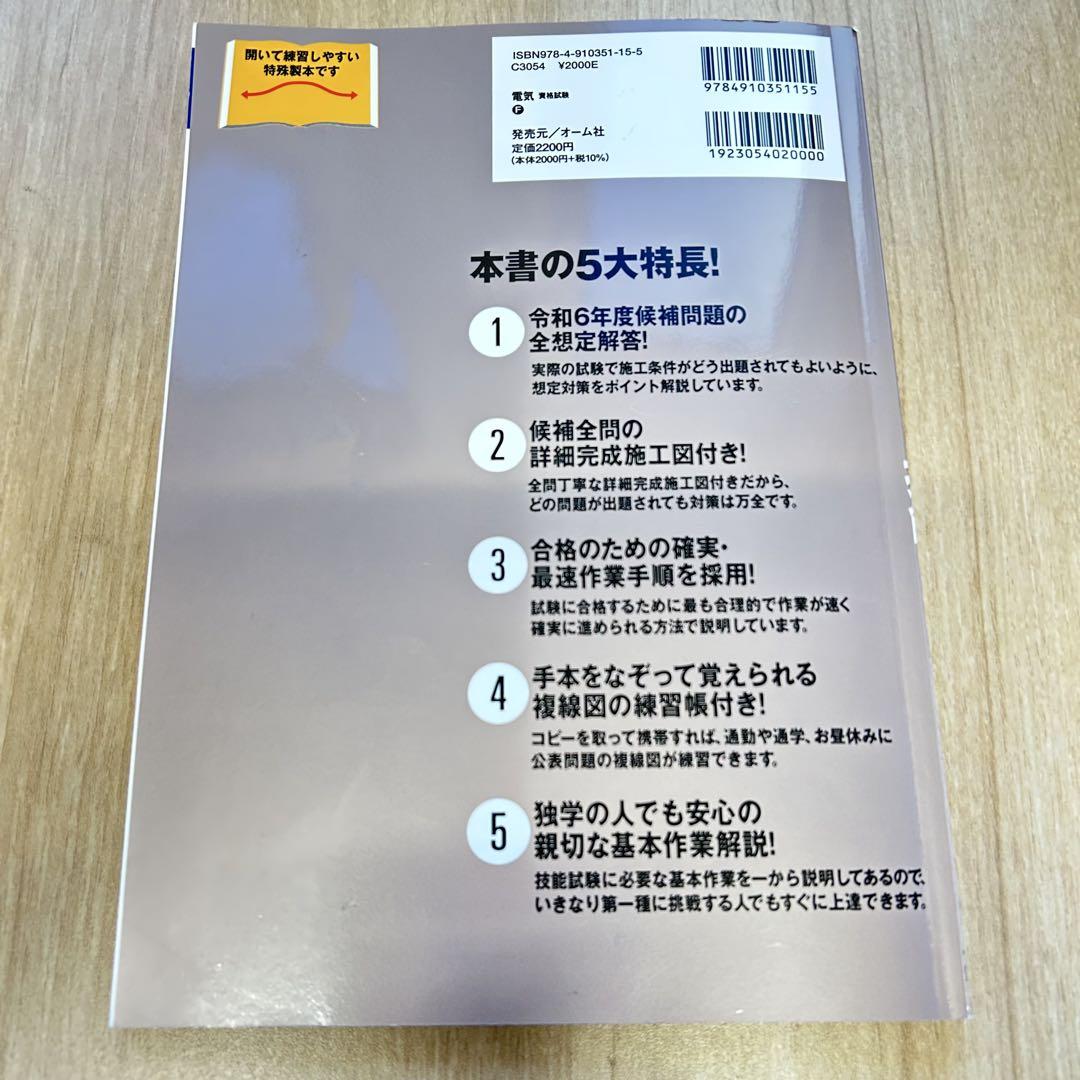 開いて練習しやすい
特殊製本です
ISBN978-4-910351-15-5
C3054 ¥2000E
電気 資格試験
F
発売元／オーム社
定価2200円
(本体2000円+税10%)
9784910351155
1923054020000
本書の5大特長!
1
令和6年度候補問題の
全想定解答!
実際の試験で施工条件がどう出題されてもよいように、
想定対策をポイント解説しています。
2
候補全問の
詳細完成施工図付き!
全問丁寧な詳細完成施工図付きだから、
どの問題が出題されても対策は万全です。
3
合格のための確実・
最速作業手順を採用!
試験に合格するために最も合理的で作業が速く
確実に進められる方法で説明しています。
4
手本をなぞって覚えられる
複線図の練習帳付き!
コピーを取って携帯すれば、通勤や通学、お昼休みに
公表問題の複線図が練習できます。
5
独学の人でも安心の
親切な基本作業解説!
技能試験に必要な基本作業を一から説明してあるので、
いきなり第一種に挑戦する人でもすぐに上達できます。